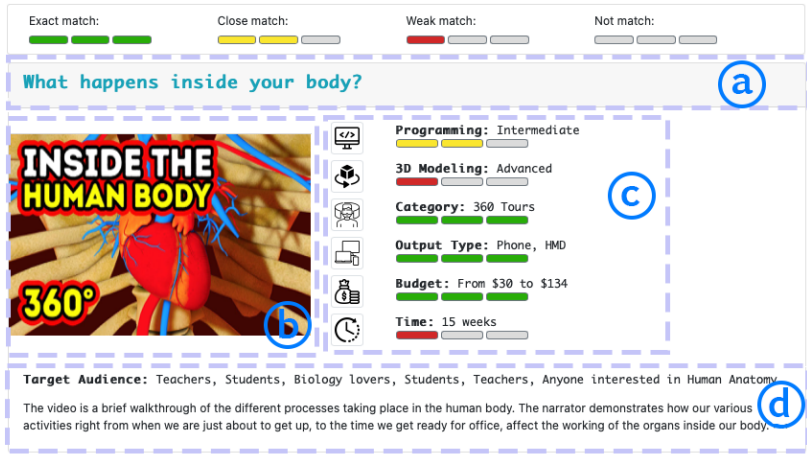 Exact match:
Close match:
Weak match:
Not match:
What happens inside your body?
a
INSIDE THE
HUMAN BODY
360°
b
</>
$
Programming: Intermediate
3D Modeling: Advanced
Category: 360 Tours
Output Type: Phone, HMD
Budget: From $30 to $134
Time: 15 weeks
c
Target Audience: Teachers, Students, Biology lovers, Students, Teachers, Anyone interested in Human Anatomy
The video is a brief walkthrough of the different processes taking place in the human body. The narrator demonstrates how our various
activities right from when we are just about to get up, to the time we get ready for office, affect the working of the organs inside our body.
d